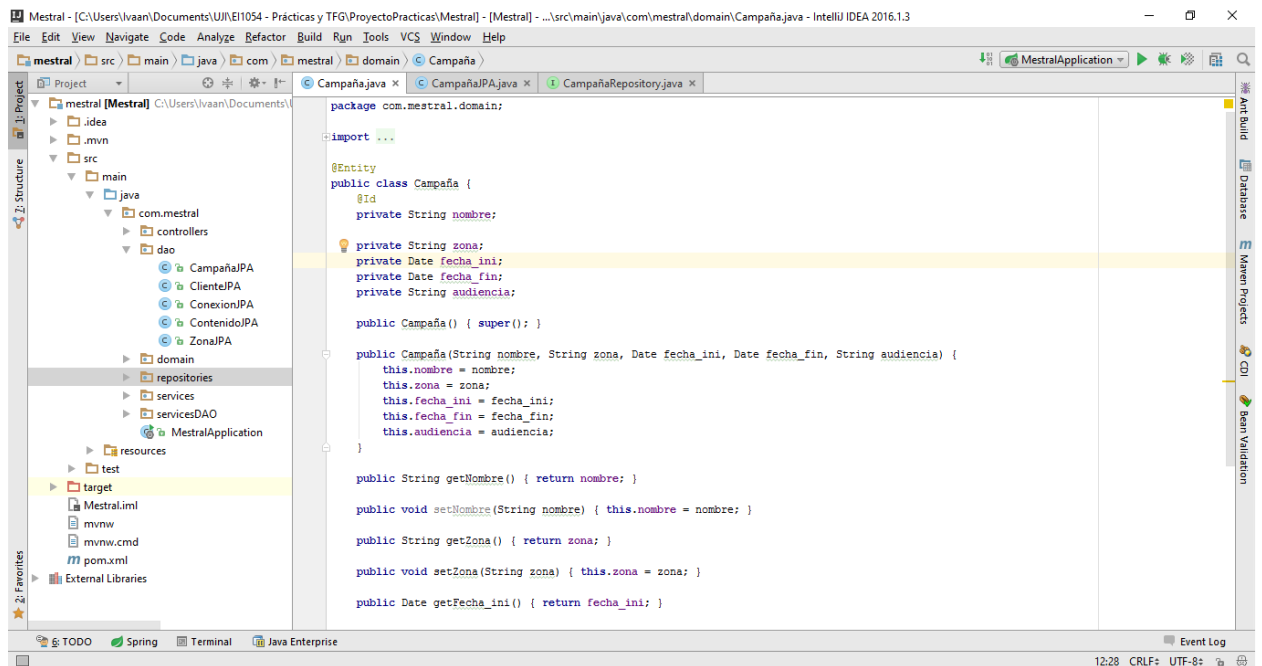 Mestral - [C:\Users\Ivaan\Documents\UJI\EI1054 - Prácticas y TFG\ProyectoPracticas\Mestral] - [Mestral] - ...\src\main\java\com\mestral\domain\Campaña.java - IntelliJ IDEA 2016.1.3
File Edit View Navigate Code Analyze Refactor Build Run Tools VCS Window Help
mestral src main java com mestral domain Campaña
MestralApplication
Project
Campaña.java × CampañaJPA.java × CampañaRepository.java ×
1: Project
2: Structure
2: Favorites
mestral [Mestral] C:\Users\Ivaan\Documents\
.idea
.mvn
src
main
java
com.mestral
controllers
dao
CampañaJPA
ClienteJPA
ConexionJPA
ContenidoJPA
ZonaJPA
domain
repositories
services
servicesDAO
MestralApplication
resources
test
target
Mestral.iml
mvnw
mvnw.cmd
pom.xml
External Libraries
package com.mestral.domain;
import ...
@Entity
public class Campaña {
@Id
private String nombre;
private String zona;
private Date fecha_ini;
private Date fecha_fin;
private String audiencia;
public Campaña() { super(); }
public Campaña(String nombre, String zona, Date fecha_ini, Date fecha_fin, String audiencia) {
this.nombre = nombre;
this.zona = zona;
this.fecha_ini = fecha_ini;
this.fecha_fin = fecha_fin;
this.audiencia = audiencia;
}
public String getNombre() { return nombre; }
public void setNombre(String nombre) { this.nombre = nombre; }
public String getZona() { return zona; }
public void setZona(String zona) { this.zona = zona; }
public Date getFecha_ini() { return fecha_ini; }
Ant Build
Database
Maven Projects
CDI
Bean Validation
6: TODO Spring Terminal Java Enterprise Event Log
12:28 CRLF UTF-8